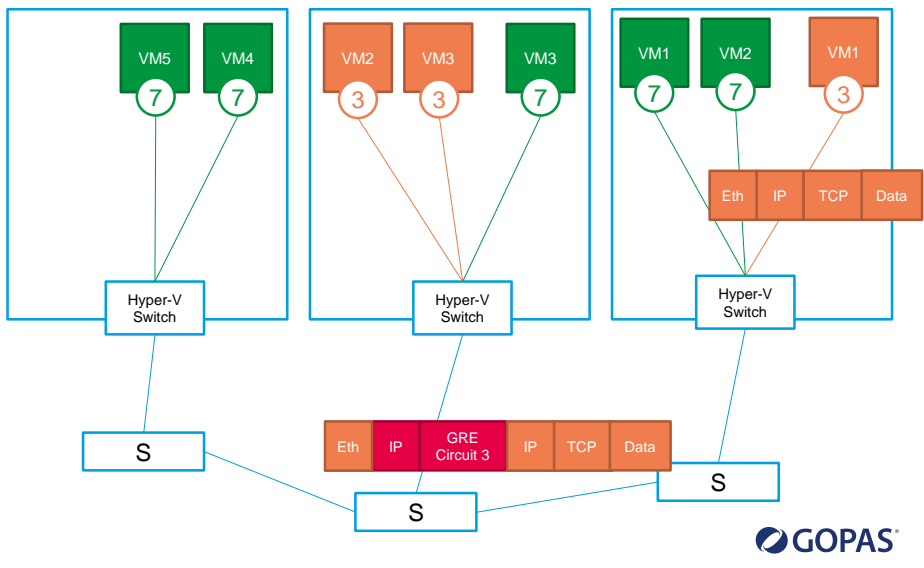 VM5
VM4
7
7
VM2
VM3
VM3
3
3
7
VM1
VM2
VM1
7
7
3
Eth IP TCP Data
Hyper-V
Switch
Hyper-V
Switch
Hyper-V
Switch
S
Eth IP GRE
Circuit 3 IP TCP Data
S
S
GOPAS